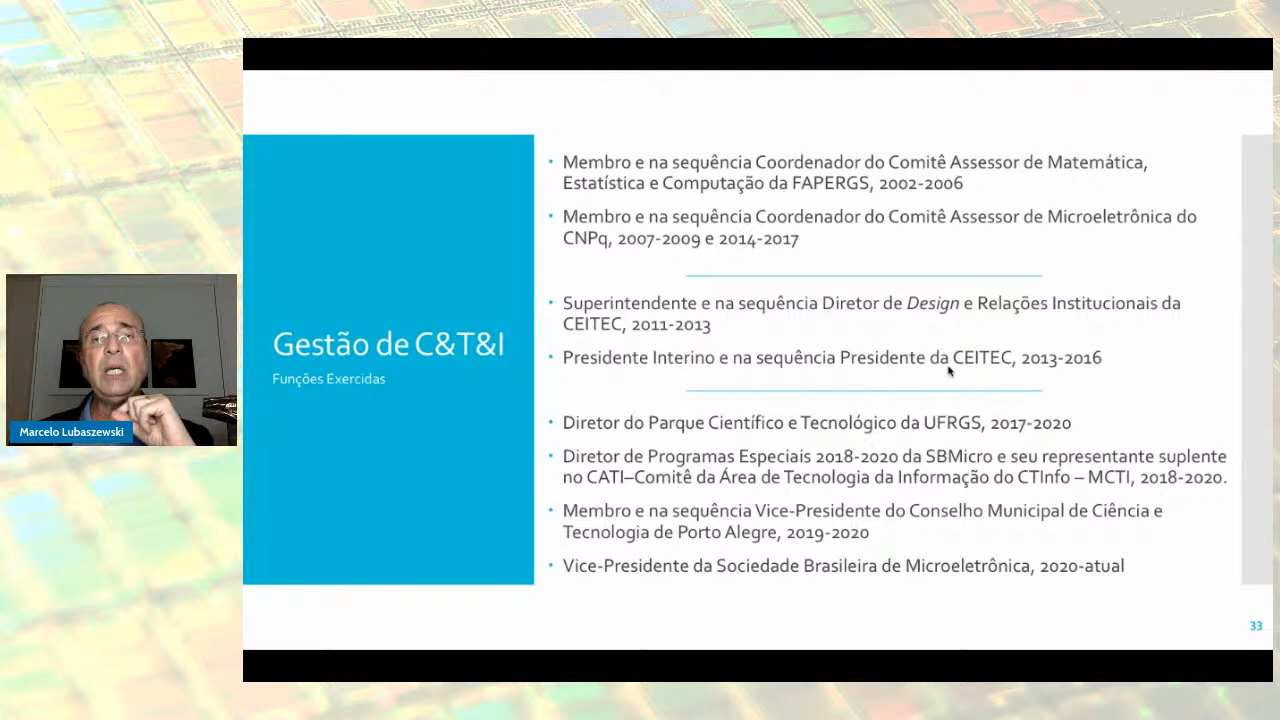 Membro e na sequência Coordenador do Comitê Assessor de Matemática,
Estatística e Computação da FAPERGS, 2002-2006
Membro e na sequência Coordenador do Comitê Assessor de Microeletrônica do
CNPq, 2007-2009 e 2014-2017
Superintendente e na sequência Diretor de Design e Relações Institucionais da
CEITEC, 2011-2013
Gestão de C&T&I
Funções Exercidas
Presidente Interino e na sequência Presidente da CEITEC, 2013-2016
Diretor do Parque Científico e Tecnológico da UFRGS, 2017-2020
Marcelo Lubaszewski
Diretor de Programas Especiais 2018-2020 da SBMicro e seu representante suplente
no CATI–Comitê da Área de Tecnologia da Informação do CTInfo – MCTI, 2018-2020.
Membro e na sequência Vice-Presidente do Conselho Municipal de Ciência e
Tecnologia de Porto Alegre, 2019-2020
Vice-Presidente da Sociedade Brasileira de Microeletrônica, 2020-atual
33